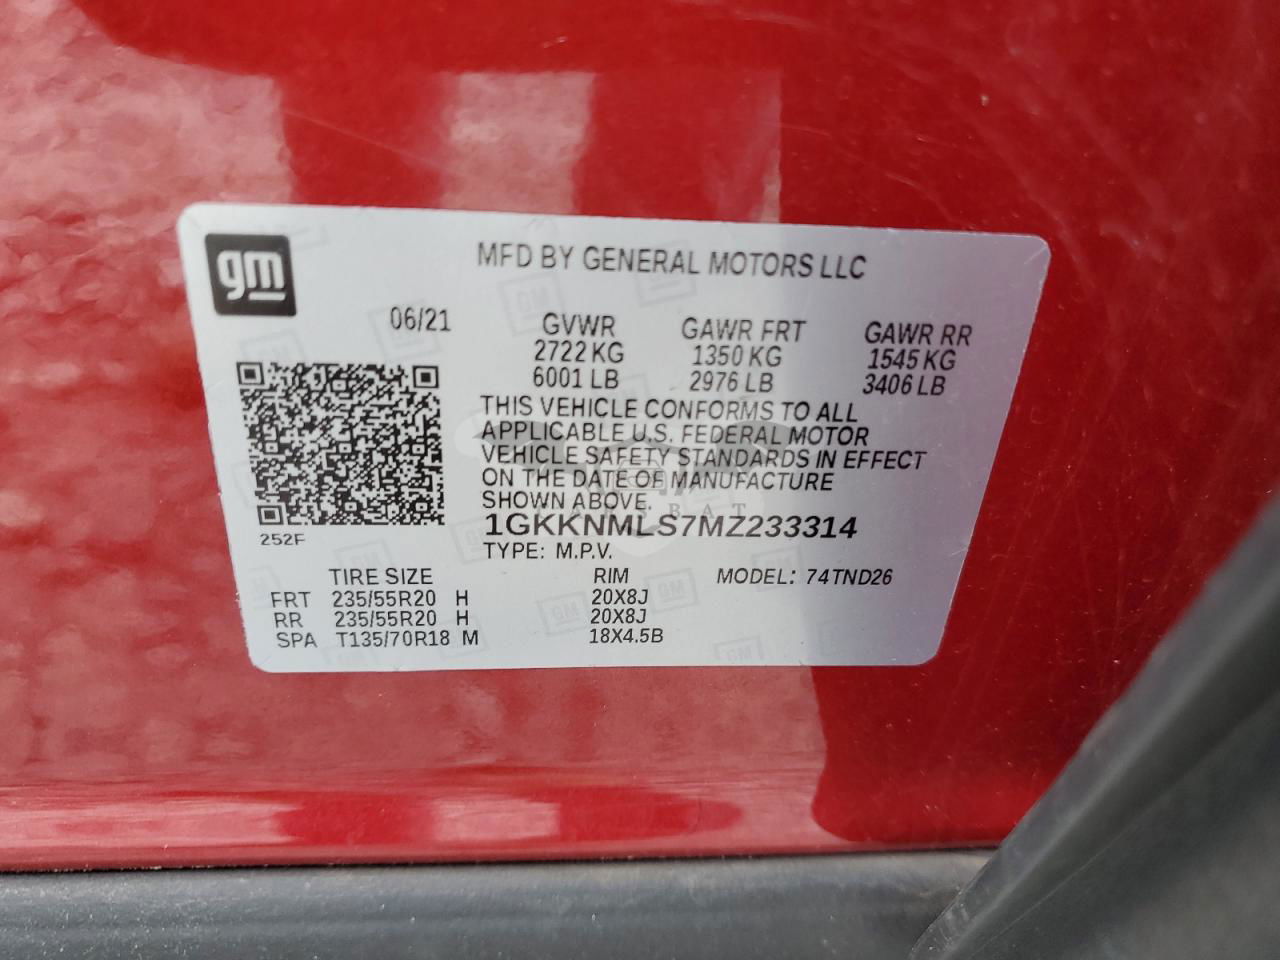 gm
MFD BY GENERAL MOTORS LLC
06/21
GVWR GAWR FRT GAWR RR
2722 KG 1350 KG 1545 KG
6001 LB 2976 LB 3406 LB
THIS VEHICLE CONFORMS TO ALL
APPLICABLE U.S. FEDERAL MOTOR
VEHICLE SAFETY STANDARDS IN EFFECT
ON THE DATE OF MANUFACTURE
SHOWN ABOVE.
1GKKNMLS7MZ233314
252F
TYPE: M.P.V.
TIRE SIZE RIM MODEL: 74TND26
FRT 235/55R20 H 20X8J
RR 235/55R20 H 20X8J
SPA T135/70R18 M 18X4.5B